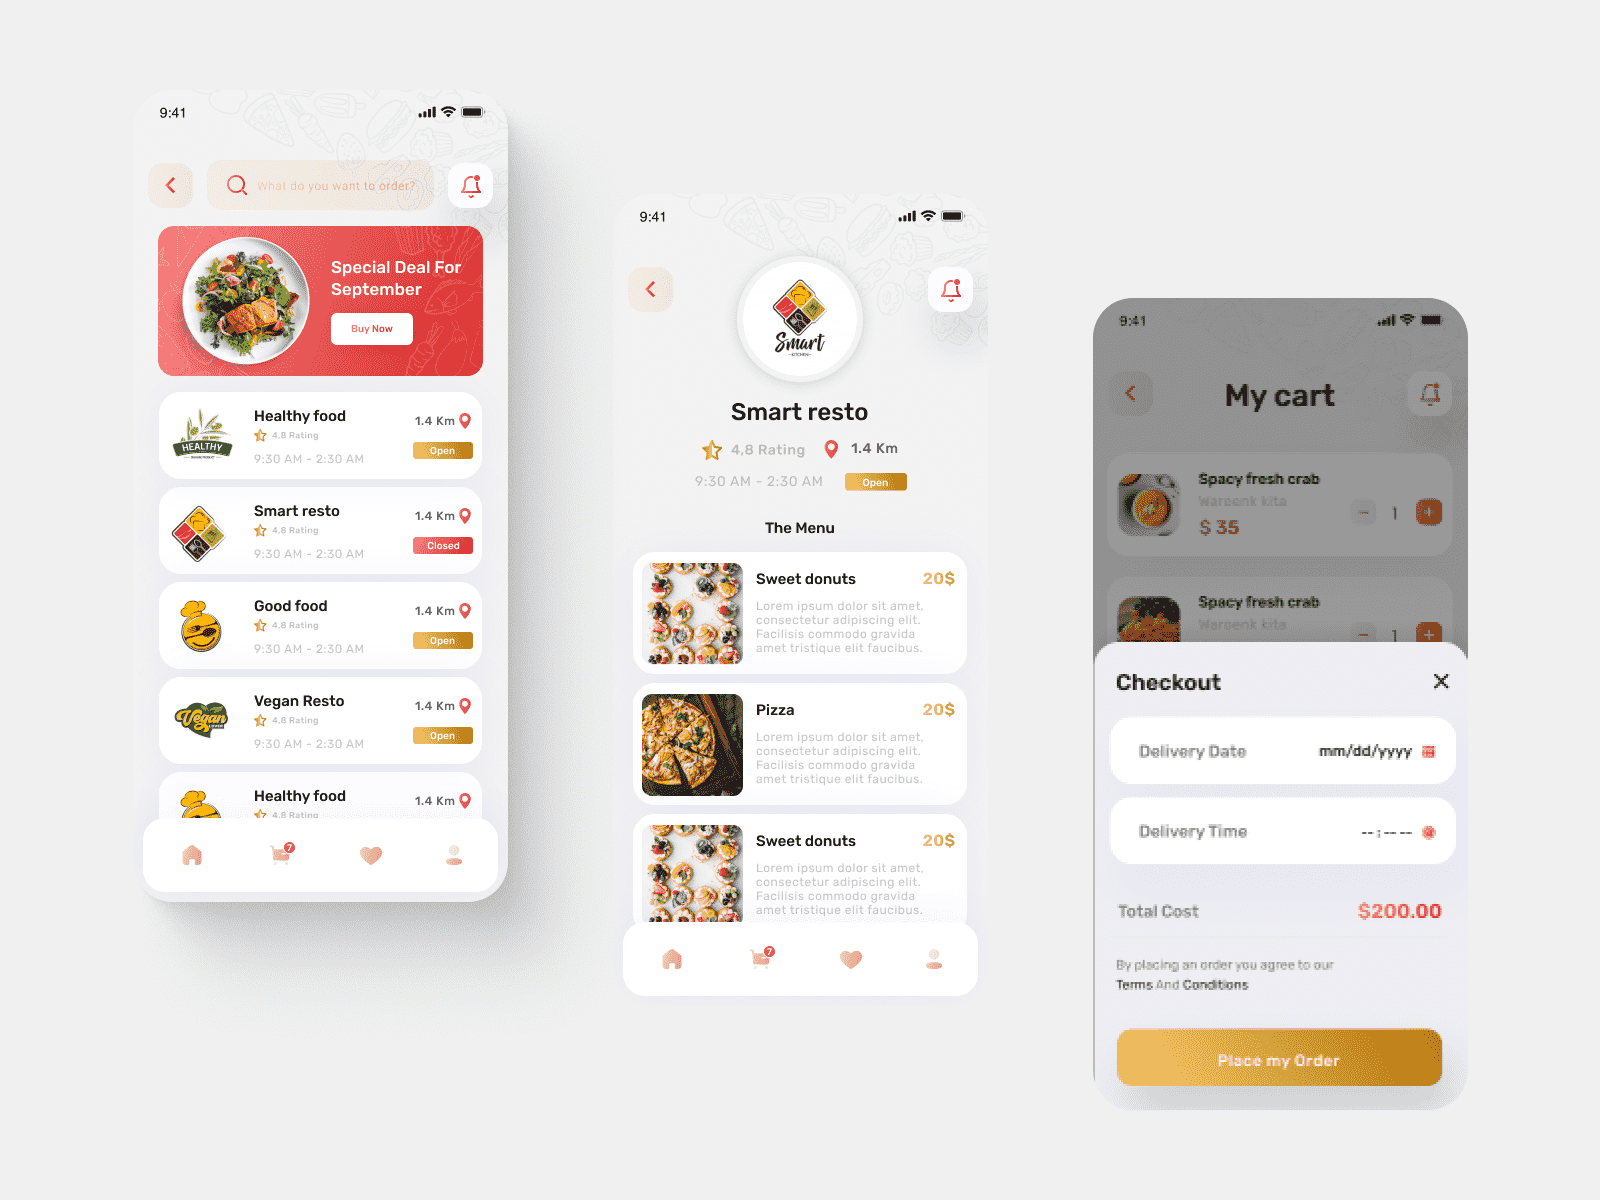 9:41
What do you want to order?
Special Deal For
September
Buy Now
HEALTHY
Healthy food
1.4 Km
4,8 Rating
Open
9:30 AM - 2:30 AM
Smart resto
1.4 Km
4,8 Rating
Closed
9:30 AM - 2:30 AM
Good food
1.4 Km
4,8 Rating
Open
9:30 AM - 2:30 AM
Vegan
Vegan Resto
1.4 Km
4,8 Rating
Open
9:30 AM - 2:30 AM
Healthy food
1.4 Km
4,8 Rating
7
9:41
Smart
KITCHEN
Smart resto
4,8 Rating
1.4 Km
9:30 AM - 2:30 AM
Open
The Menu
Sweet donuts
20$
Lorem ipsum dolor sit amet,
consectetur adipiscing elit.
Facilisis commodo gravida
amet tristique elit faucibus.
Pizza
20$
Lorem ipsum dolor sit amet,
consectetur adipiscing elit.
Facilisis commodo gravida
amet tristique elit faucibus.
Sweet donuts
20$
Lorem ipsum dolor sit amet,
consectetur adipiscing elit.
Facilisis commodo gravida
amet tristique elit faucibus.
7
9:41
My cart
Spacy fresh crab
Waroenk kita
$ 35
- 1 +
Spacy fresh crab
Waroenk kita
- 1 +
Checkout
Delivery Date
mm/dd/yyyy
Delivery Time
--:-- --
Total Cost
$200.00
By placing an order you agree to our
Terms And Conditions
Place my Order